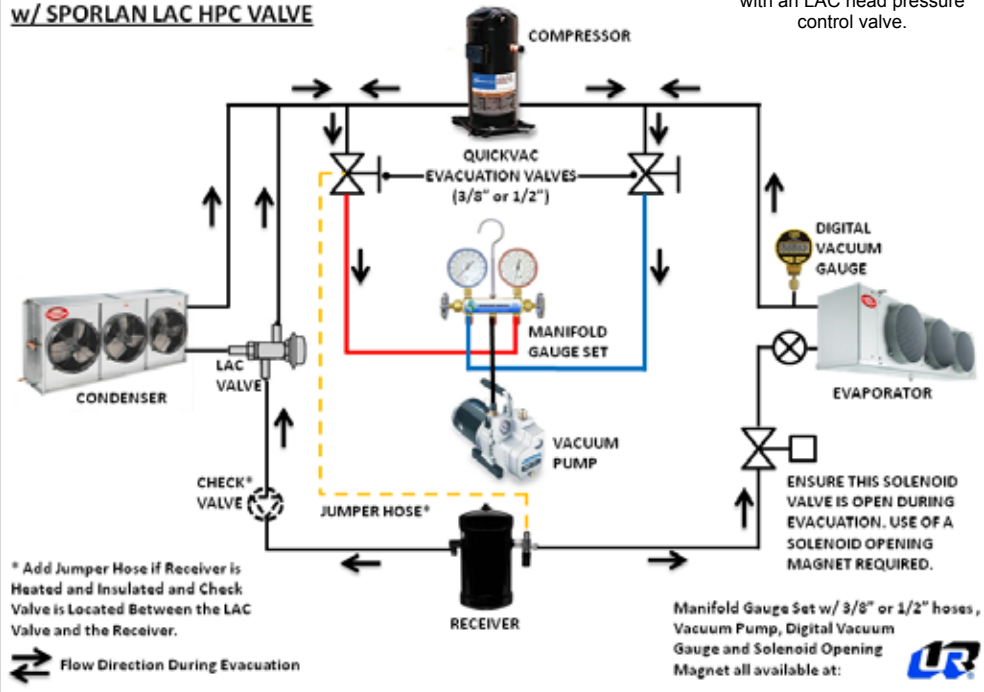 w/ SPORLAN LAC HPC VALVE
with an LAC head pressure
control valve.
COMPRESSOR
QUICKVAC
EVACUATION VALVES
(3/8” or 1/2”)
DIGITAL
VACUUM
GAUGE
MANIFOLD
GAUGE SET
LAC
VALVE
CONDENSER
EVAPORATOR
VACUUM
PUMP
CHECK*
VALVE
JUMPER HOSE*
ENSURE THIS SOLENOID
VALVE IS OPEN DURING
EVACUATION. USE OF A
SOLENOID OPENING
MAGNET REQUIRED.
* Add Jumper Hose if Receiver is
Heated and Insulated and Check
Valve is Located Between the LAC
Valve and the Receiver.
RECEIVER
Flow Direction During Evacuation
Manifold Gauge Set w/ 3/8” or 1/2” hoses ,
Vacuum Pump, Digital Vacuum
Gauge and Solenoid Opening
Magnet all available at:
UR